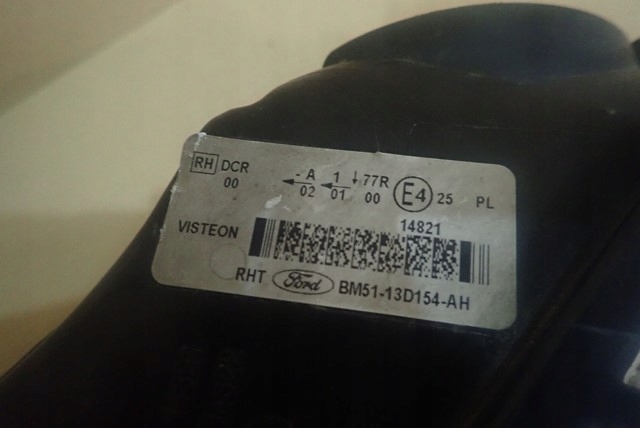 RH DCR - A 1 ↓77R E4 25 PL
00 ← 02 ← 01 00 14821
VISTEON
RHT Ford BM51-13D154-AH